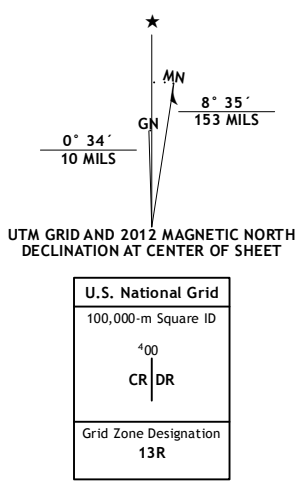 ★
MN
8° 35´
153 MILS
GN
0° 34´
10 MILS
UTM GRID AND 2012 MAGNETIC NORTH
DECLINATION AT CENTER OF SHEET
U.S. National Grid
100,000-m Square ID
⁴00
CR DR
Grid Zone Designation
13R